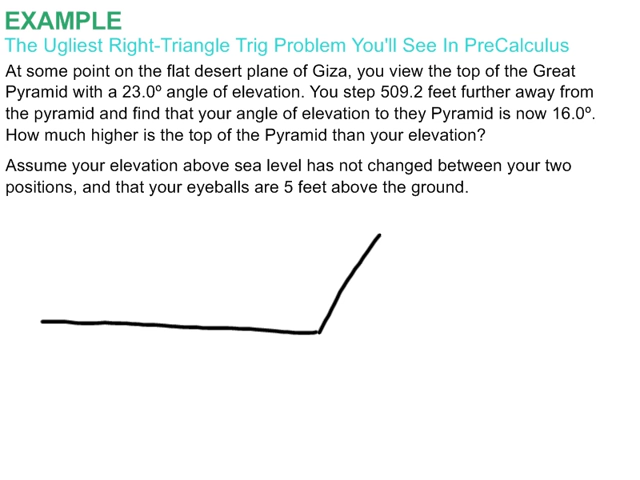 EXAMPLE
The Ugliest Right-Triangle Trig Problem You'll See In PreCalculus
At some point on the flat desert plane of Giza, you view the top of the Great
Pyramid with a 23.0º angle of elevation. You step 509.2 feet further away from
the pyramid and find that your angle of elevation to they Pyramid is now 16.0º.
How much higher is the top of the Pyramid than your elevation?
Assume your elevation above sea level has not changed between your two
positions, and that your eyeballs are 5 feet above the ground.